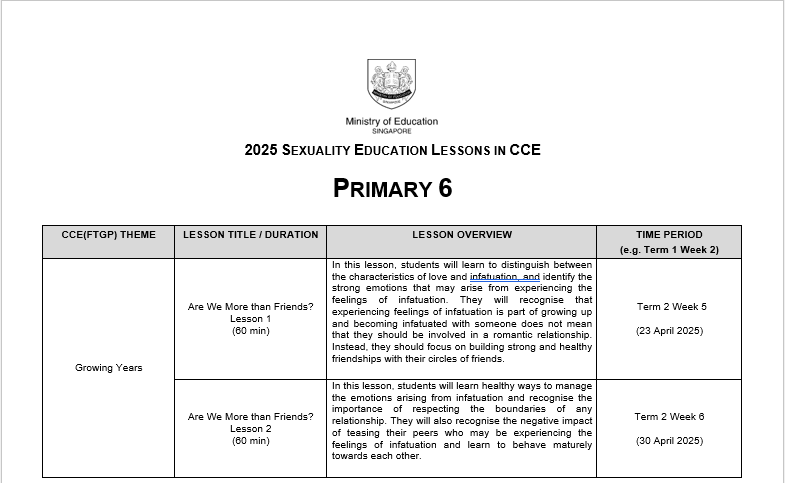 Ministry of Education
SINGAPORE
2025 SEXUALITY EDUCATION LESSONS IN CCE
PRIMARY 6
CCE(FTGP) THEME
LESSON TITLE / DURATION
LESSON OVERVIEW
TIME PERIOD
(e.g. Term 1 Week 2)
Growing Years
Are We More than Friends?
Lesson 1
(60 min)
In this lesson, students will learn to distinguish between
the characteristics of love and infatuation, and identify the
strong emotions that may arise from experiencing the
feelings of infatuation. They will recognise that
experiencing feelings of infatuation is part of growing up
and becoming infatuated with someone does not mean
that they should be involved in a romantic relationship.
Instead, they should focus on building strong and healthy
friendships with their circles of friends.
Term 2 Week 5
(23 April 2025)
Are We More than Friends?
Lesson 2
(60 min)
In this lesson, students will learn healthy ways to manage
the emotions arising from infatuation and recognise the
importance of respecting the boundaries of any
relationship. They will also recognise the negative impact
of teasing their peers who may be experiencing the
feelings of infatuation and learn to behave maturely
towards each other.
Term 2 Week 6
(30 April 2025)